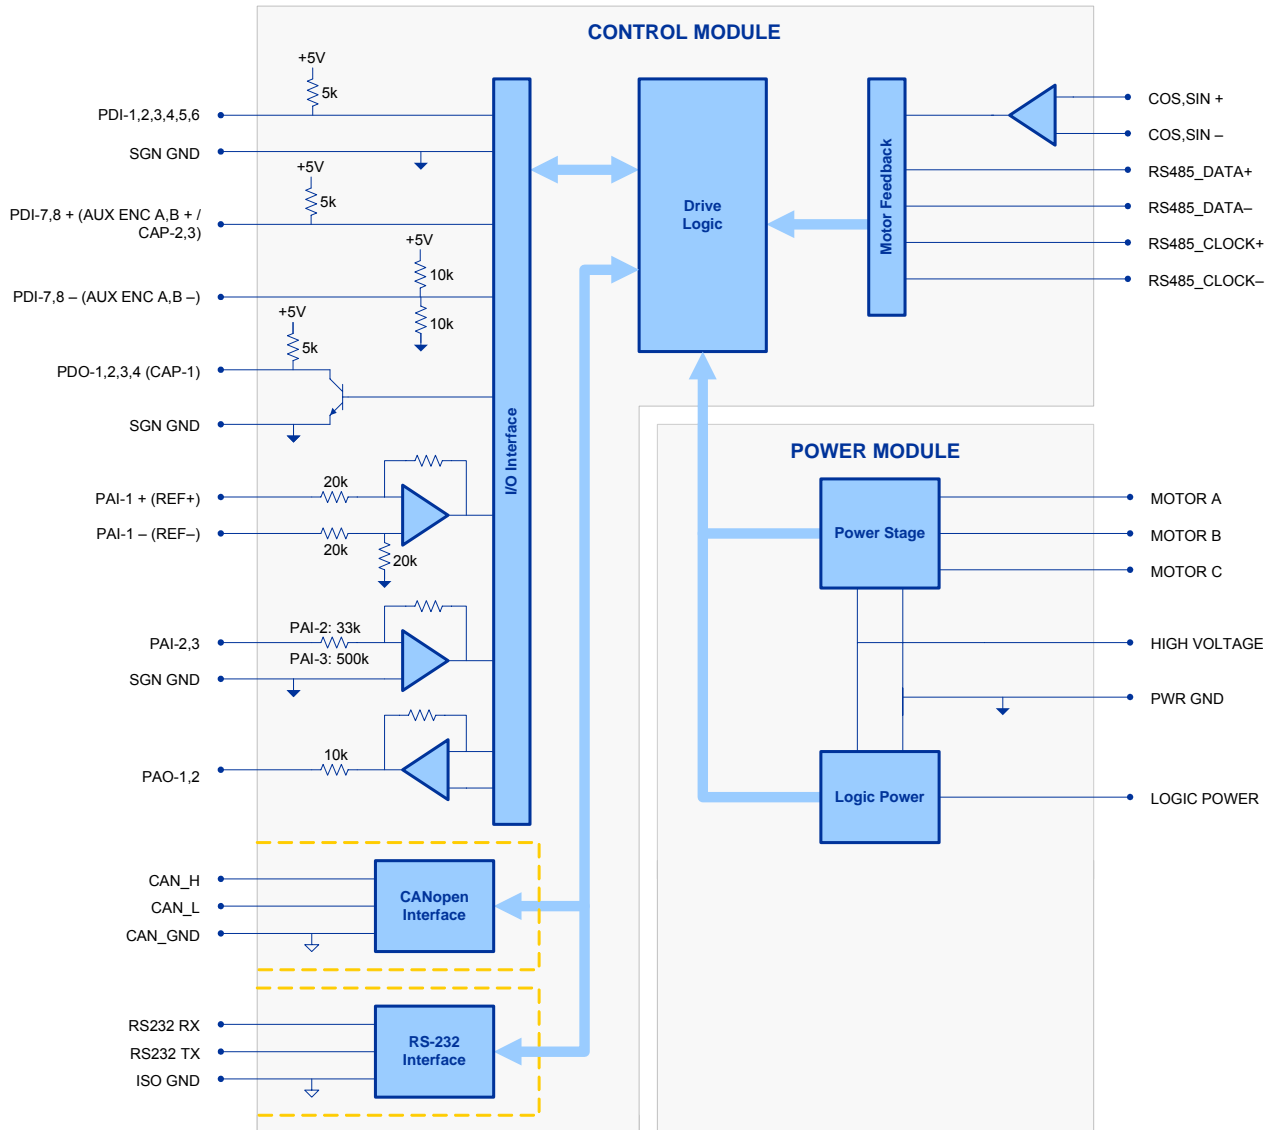 CONTROL MODULE
+5V
5k
PDI-1,2,3,4,5,6
SGN GND
+5V
5k
PDI-7,8 + (AUX ENC A,B + /
CAP-2,3)
+5V
10k
PDI-7,8 – (AUX ENC A,B –)
10k
+5V
5k
PDO-1,2,3,4 (CAP-1)
SGN GND
20k
PAI-1 + (REF+)
PAI-1 – (REF–)
20k
20k
PAI-2: 33k
PAI-2,3
PAI-3: 500k
SGN GND
10k
PAO-1,2
I/O Interface
Drive
Logic
Motor Feedback
COS,SIN +
COS,SIN –
RS485_DATA+
RS485_DATA–
RS485_CLOCK+
RS485_CLOCK–
POWER MODULE
Power Stage
MOTOR A
MOTOR B
MOTOR C
HIGH VOLTAGE
PWR GND
Logic Power
LOGIC POWER
CAN_H
CAN_L
CAN_GND
CANopen
Interface
RS232 RX
RS232 TX
ISO GND
RS-232
Interface